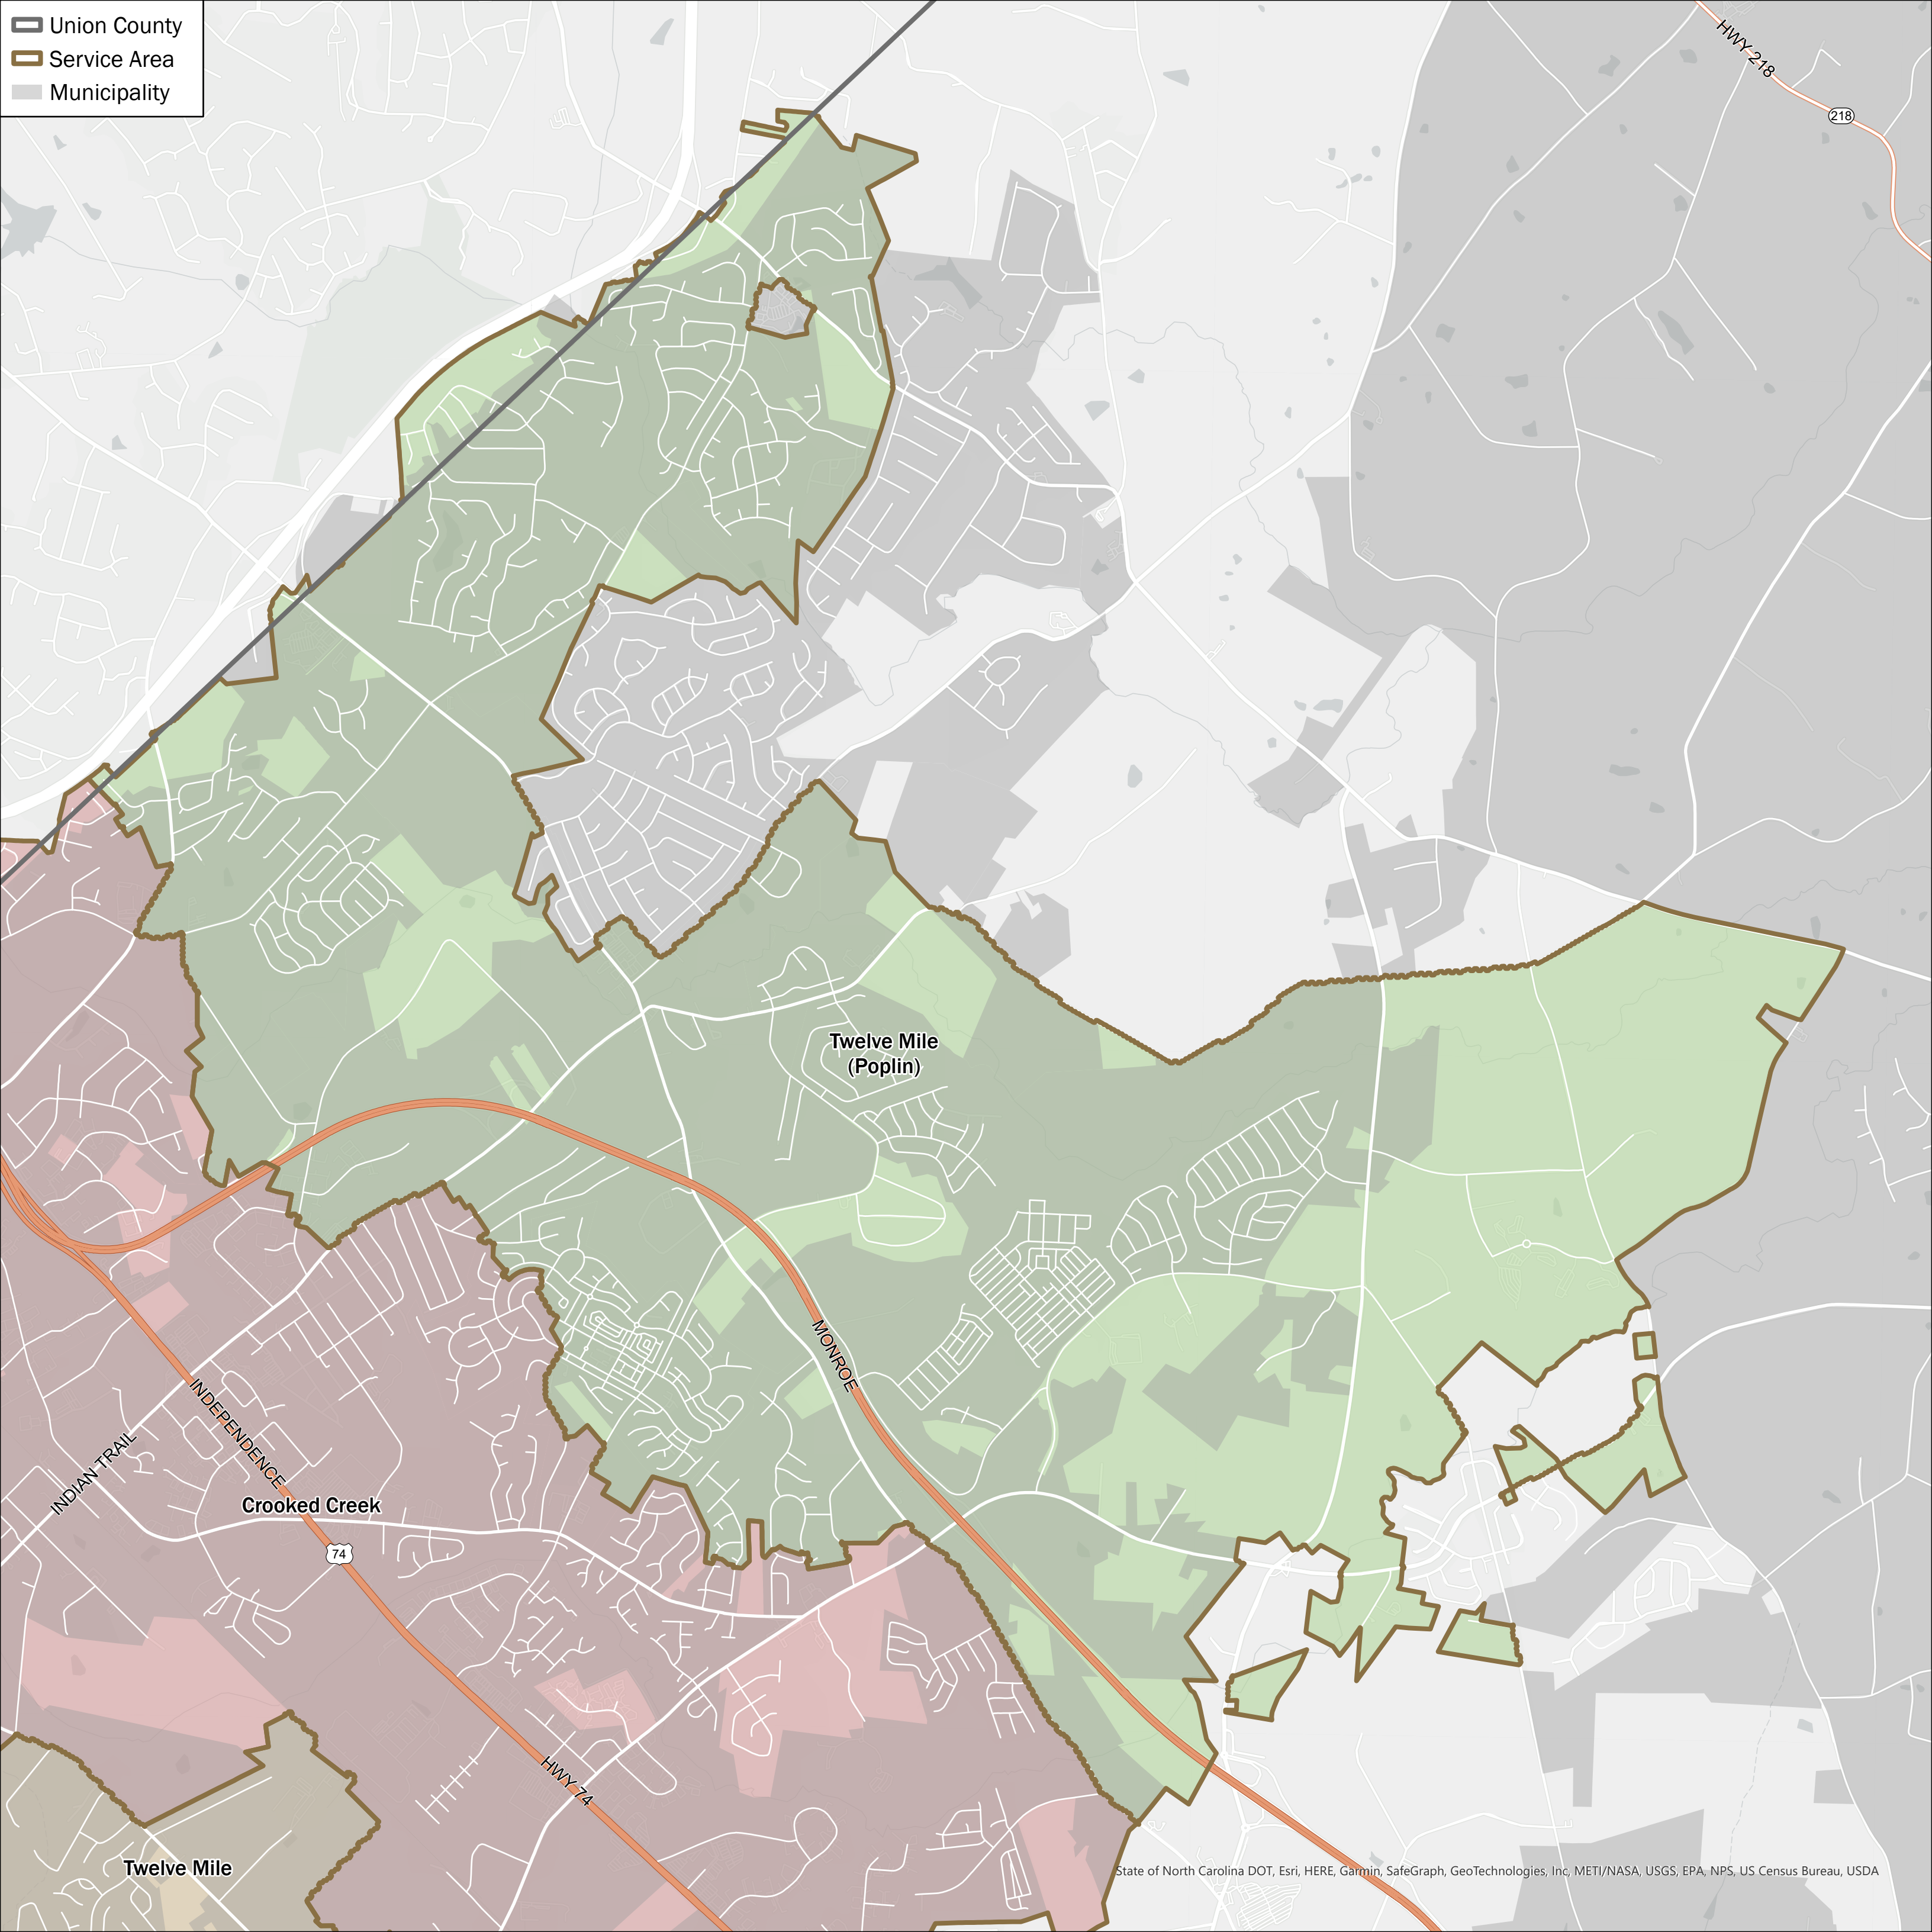 Union County
Service Area
Municipality
HWY 218
218
Twelve Mile
(Poplin)
MONROE
INDEPENDENCE
INDIAN TRAIL
Crooked Creek
74
HWY 74
Twelve Mile
State of North Carolina DOT, Esri, HERE, Garmin, SafeGraph, GeoTechnologies, Inc, METI/NASA, USGS, EPA, NPS, US Census Bureau, USDA